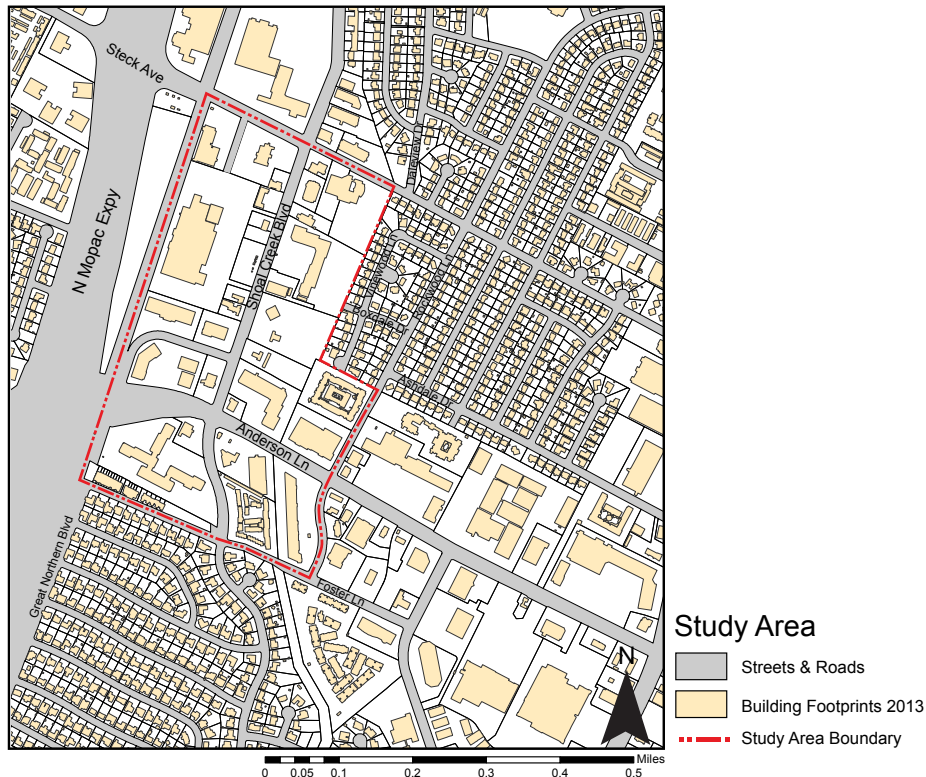 Steck Ave
Daleview D
N Mopac Expy
Shoal Creek Blvd
Rockwood Ln
Ashdale Dr
Anderson Ln
Great Northern Blvd
Foster Ln
N
Study Area
Streets & Roads
Building Footprints 2013
Study Area Boundary
Miles
0 0.05 0.1 0.2 0.3 0.4 0.5